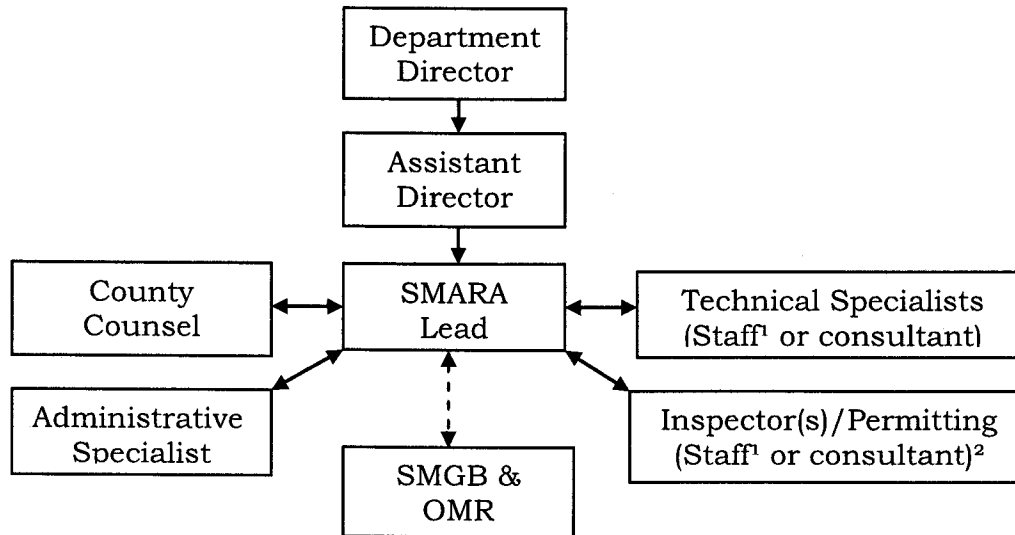 Department
Director
Assistant
Director
County
Counsel
SMARA
Lead
Technical Specialists
(Staff¹ or consultant)
Administrative
Specialist
Inspector(s)/Permitting
(Staff¹ or consultant)²
SMGB &
OMR